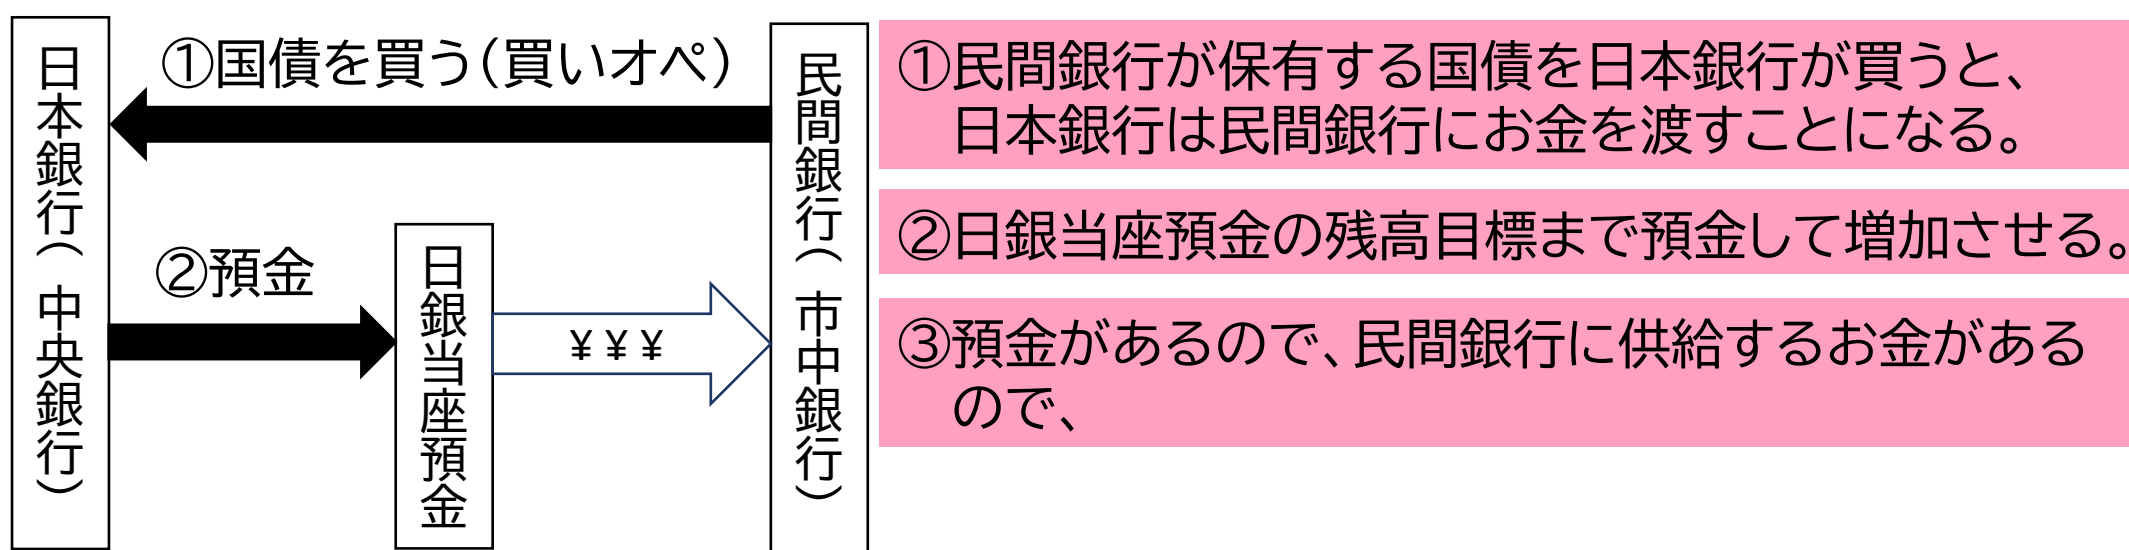 日本銀行（中央銀行）
①国債を買う（買いオペ）
②預金
日銀当座預金
￥￥￥
民間銀行（市中銀行）
①民間銀行が保有する国債を日本銀行が買うと、
日本銀行は民間銀行にお金を渡すことになる。
②日銀当座預金の残高目標まで預金して増加させる。
③預金があるので、民間銀行に供給するお金がある
ので、